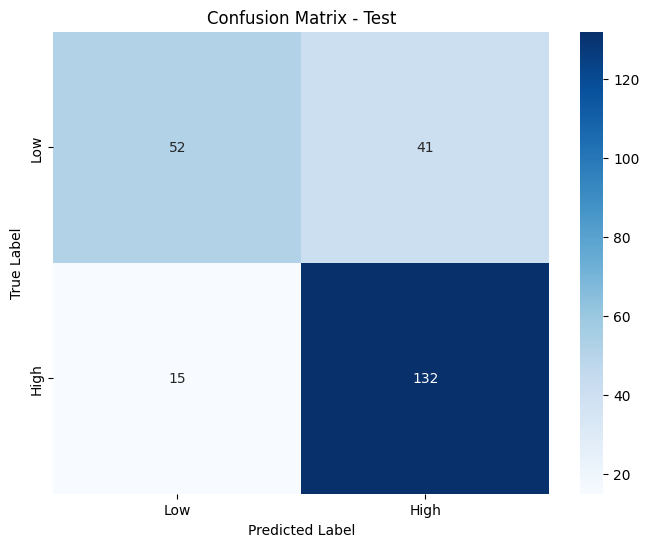 Confusion Matrix - Test
True Label
Low
52
41
High
15
132
Low
High
Predicted Label
120
100
80
60
40
20